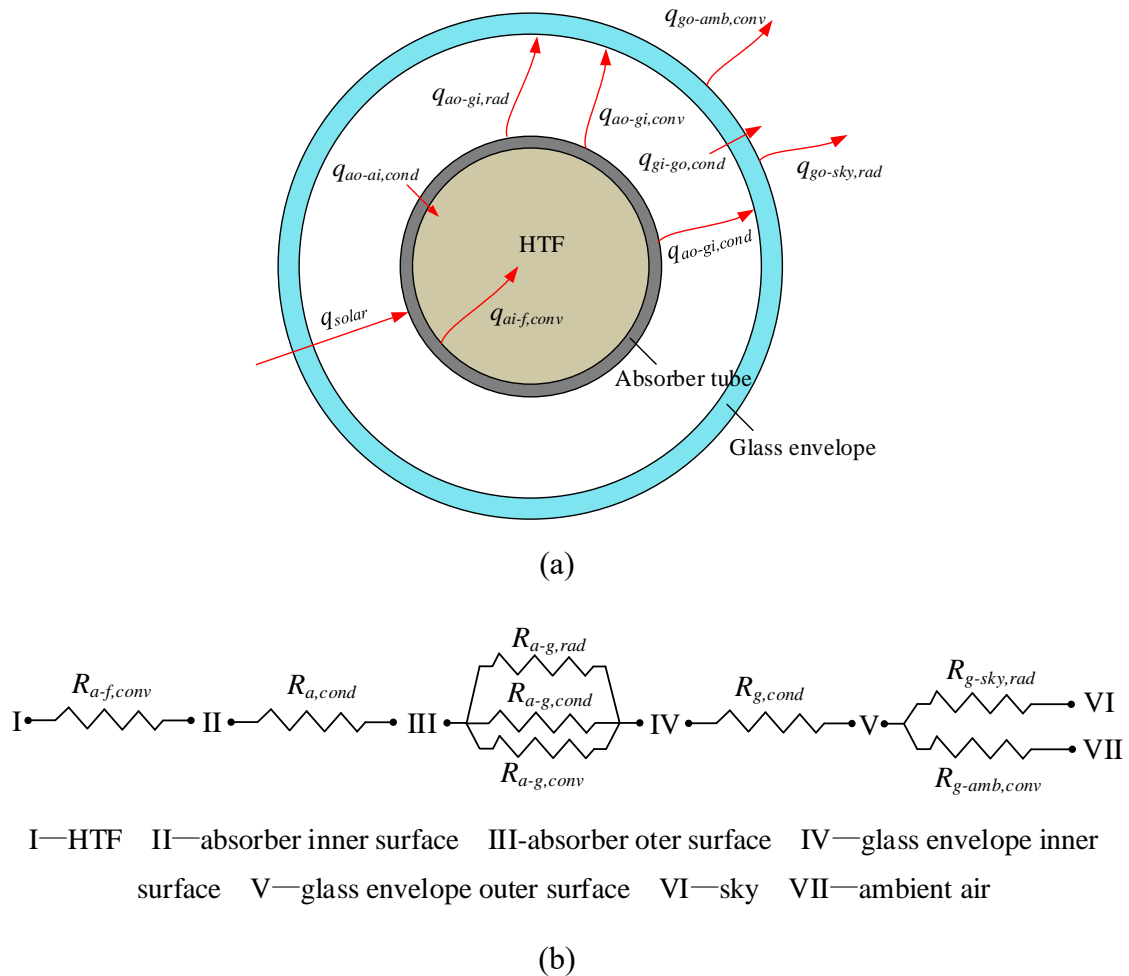 q_go-amb,conv
q_ao-gi,rad
q_ao-gi,conv
q_gi-go,cond
q_go-sky,rad
q_ao-ai,cond
HTF
q_ao-gi,cond
q_solar
q_ai-f,conv
Absorber tube
Glass envelope
(a)
R_a-g,rad
R_a-f,conv
R_a,cond
R_a-g,cond
R_g,cond
R_g-sky,rad
I II III IV V VI
VII
R_a-g,conv
R_g-amb,conv
I—HTF II—absorber inner surface III-absorber oter surface IV—glass envelope inner
surface V—glass envelope outer surface VI—sky VII—ambient air
(b)